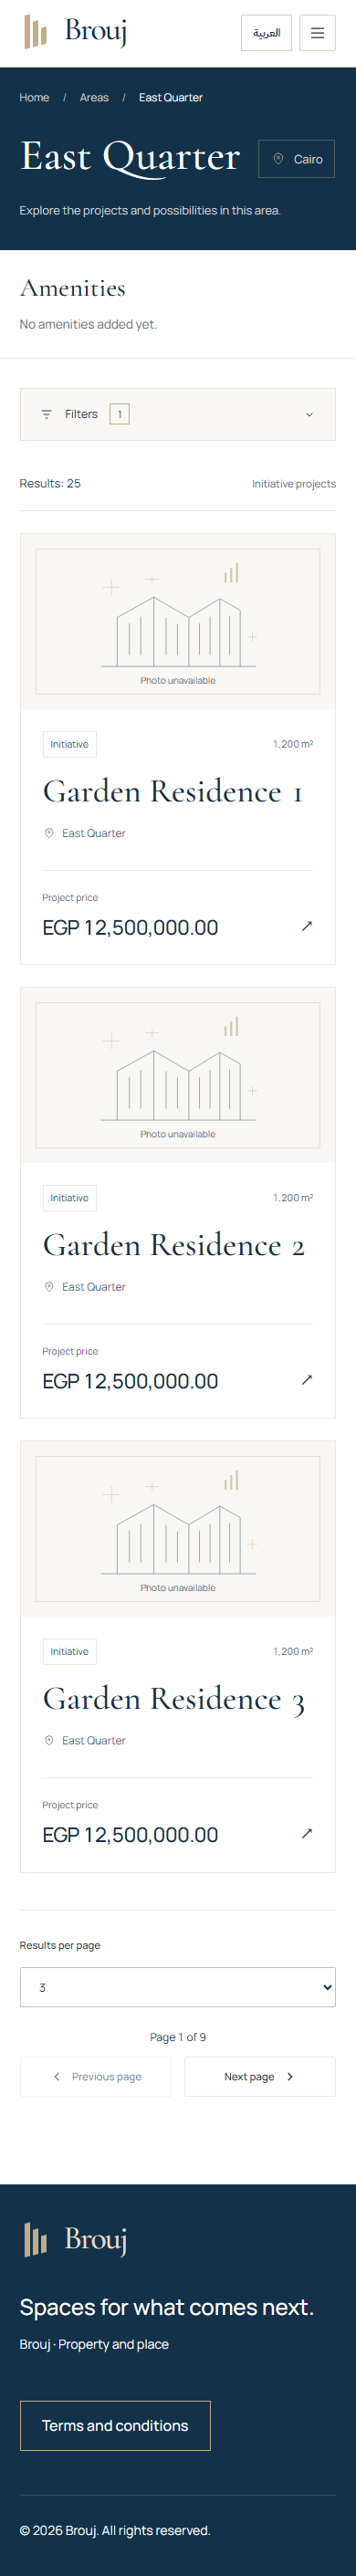 Brouj
العربية
Home / Areas / East Quarter
East Quarter
Cairo
Explore the projects and possibilities in this area.
Amenities
No amenities added yet.
Filters 1
Results: 25
Initiative projects
Photo unavailable
Initiative
1,200 m²
Garden Residence 1
East Quarter
Project price
EGP 12,500,000.00
Photo unavailable
Initiative
1,200 m²
Garden Residence 2
East Quarter
Project price
EGP 12,500,000.00
Photo unavailable
Initiative
1,200 m²
Garden Residence 3
East Quarter
Project price
EGP 12,500,000.00
Results per page
3
Page 1 of 9
Previous page
Next page
Brouj
Spaces for what comes next.
Brouj · Property and place
Terms and conditions
© 2026 Brouj. All rights reserved.